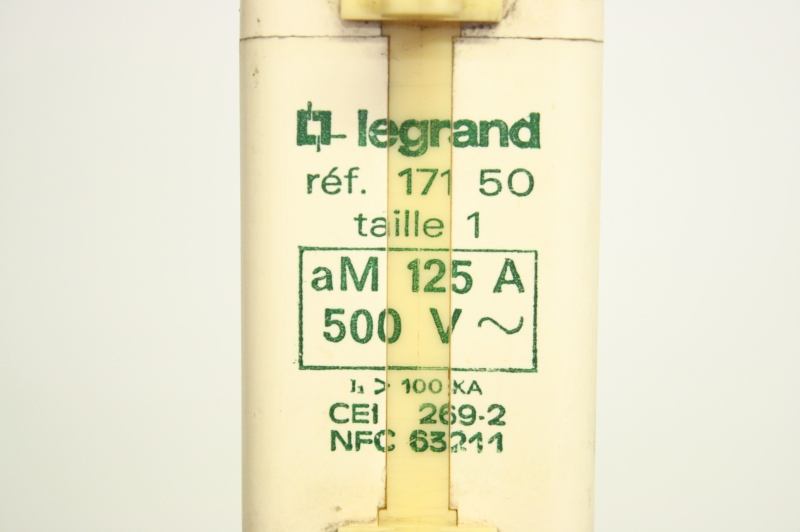 legrand
réf. 171 50
taille 1
aM 125 A
500 V ~
I₁ > 100 KA
CEI 269-2
NFC 63211